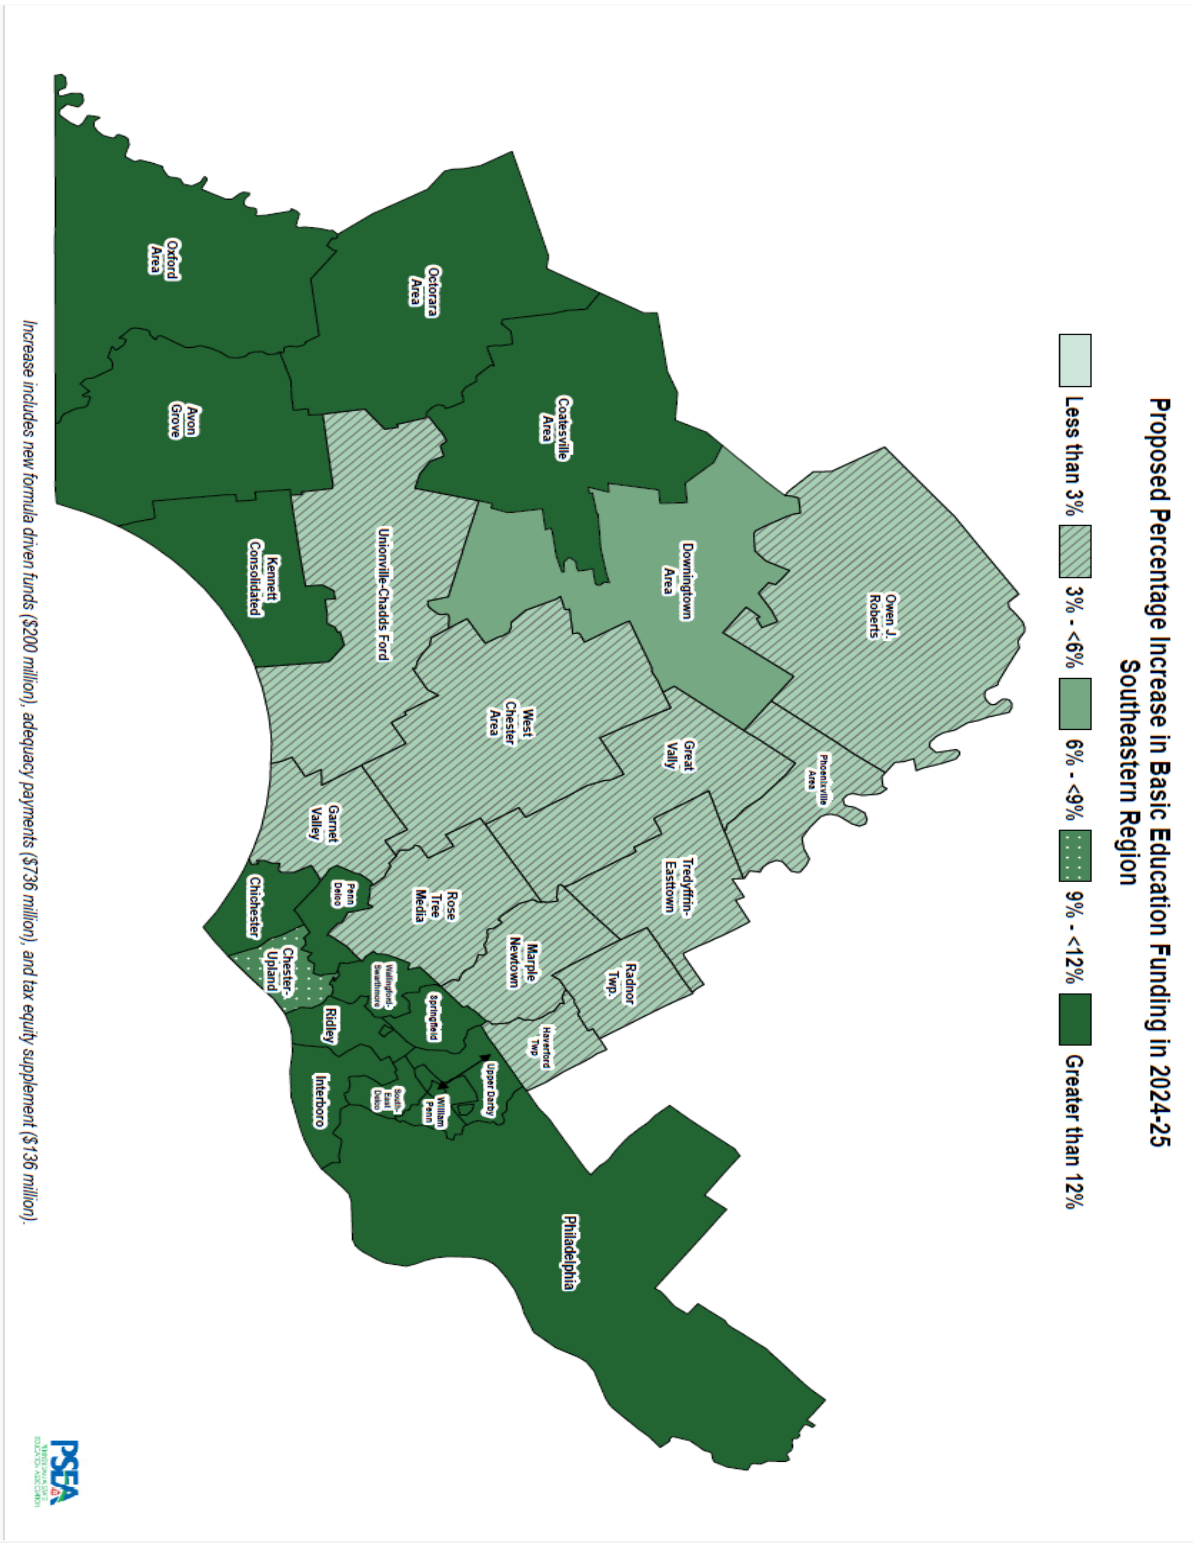 Proposed Percentage Increase in Basic Education Funding in 2024-25
Southeastern Region
Less than 3%
3% - <6%
6% - <9%
9% - <12%
Greater than 12%
Owen J.
Roberts
Phoenixville
Area
Downingtown
Area
Great
Vally
Tredyffrin-
Easttown
Radnor
Twp.
Coatesville
Area
West
Chester
Area
Marple
Newtown
Haverford
Twp
Philadelphia
Octorara
Area
Unionville-Chadds Ford
Rose
Tree
Media
Springfield
Upper Darby
William
Penn
Wallingford-
Swarthmore
South-
East
Delco
Garnet
Valley
Penn
Delco
Ridley
Interboro
Kennett
Consolidated
Chester-
Upland
Chichester
Oxford
Area
Avon
Grove
Increase includes new formula driven funds ($200 million), adequacy payments ($736 million), and tax equity supplement ($136 million).
PSEA
PENNSYLVANIA STATE
EDUCATION ASSOCIATION